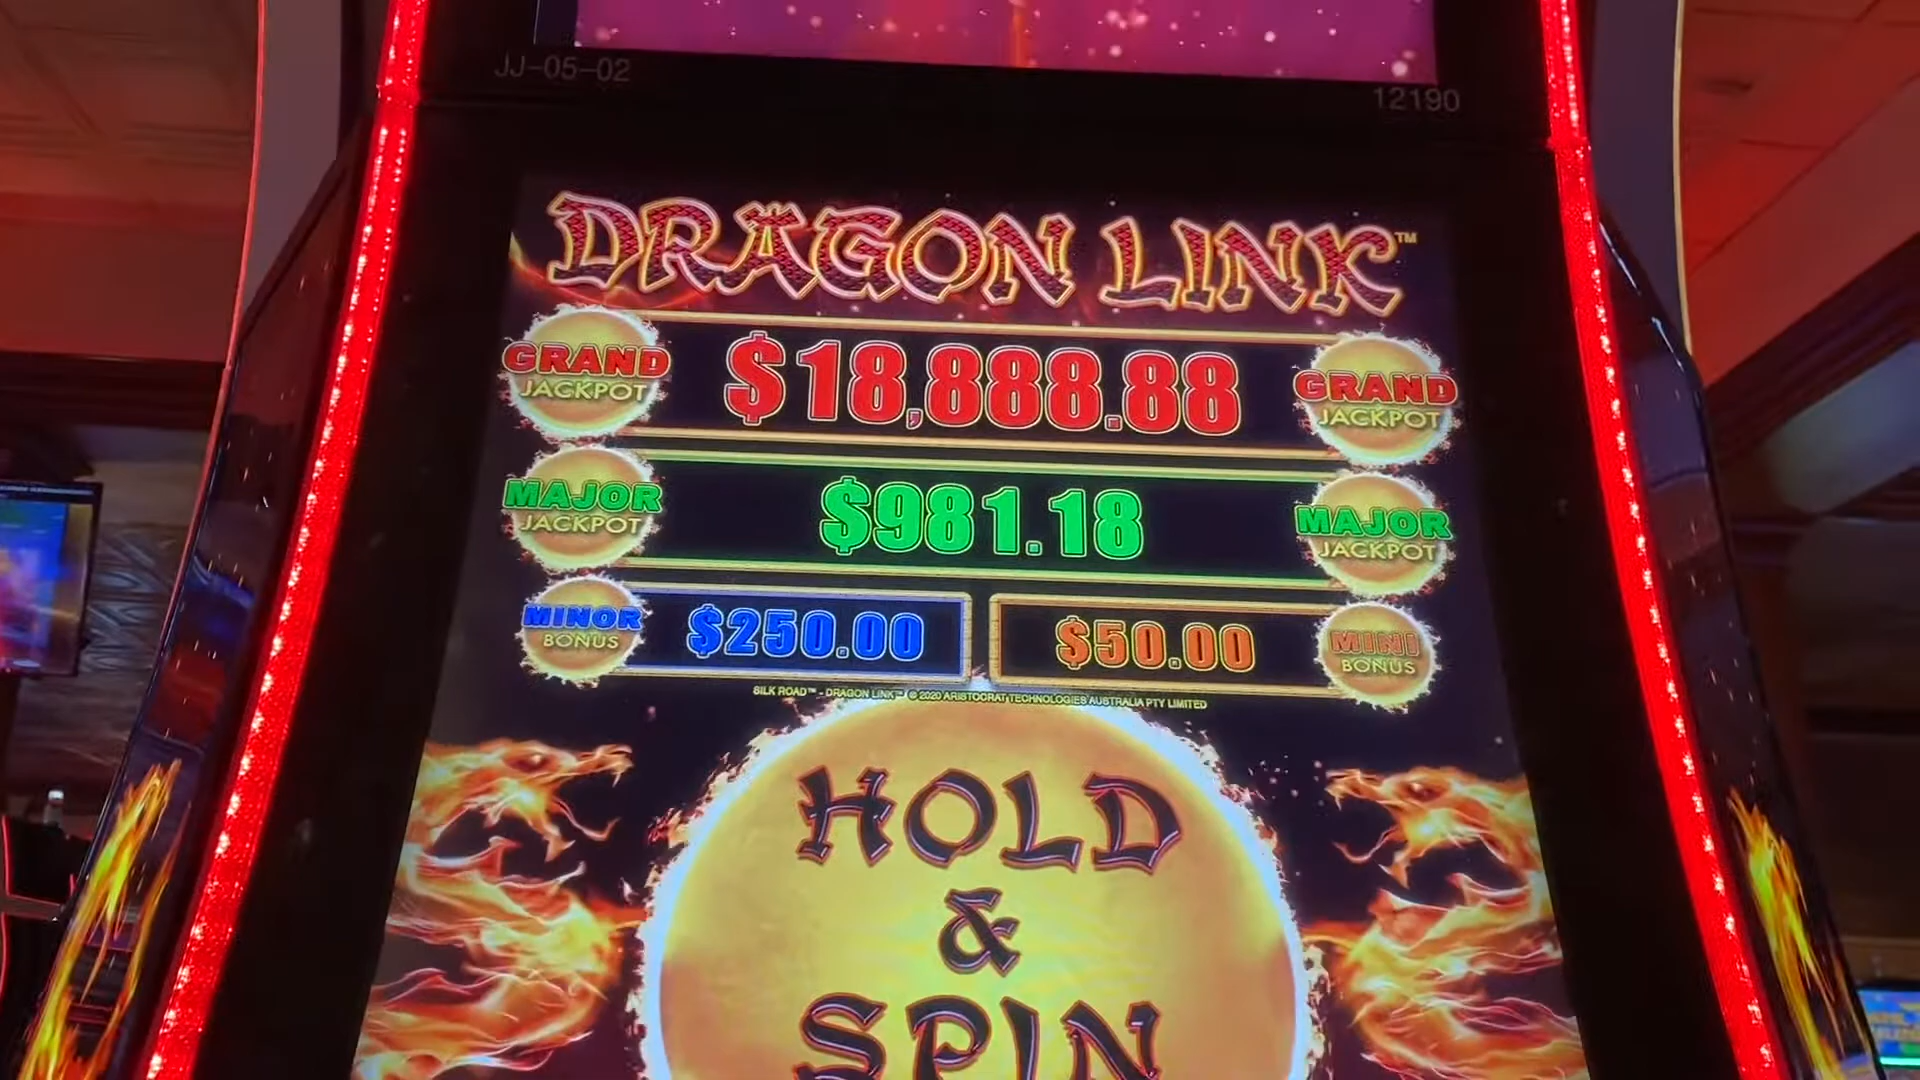 JJ-05-02
12190
DRAGON LINK™
GRAND JACKPOT
$18,888.88
GRAND JACKPOT
MAJOR JACKPOT
$981.18
MAJOR JACKPOT
MINOR BONUS
$250.00
$50.00
MINI BONUS
SILK ROAD™ - DRAGON LINK™ © 2020 ARISTOCRAT TECHNOLOGIES AUSTRALIA PTY LIMITED
HOLD
&
SPIN